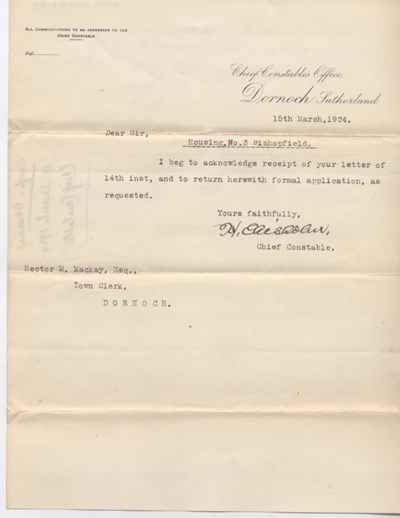 ALL COMMUNICATIONS TO BE ADDRESSED TO THE
CHIEF CONSTABLE.
Ref.
Chief Constable's Office
Dornoch Sutherland
15th March, 1924.
Dear Sir,
Housing, No. 3 Bishopfield.
I beg to acknowledge receipt of your letter of
14th inst, and to return herewith formal application, as
requested.
Yours faithfully,
Chief Constable.
Hector M. Mackay, Esq.,
Town Clerk,
DORNOCH.